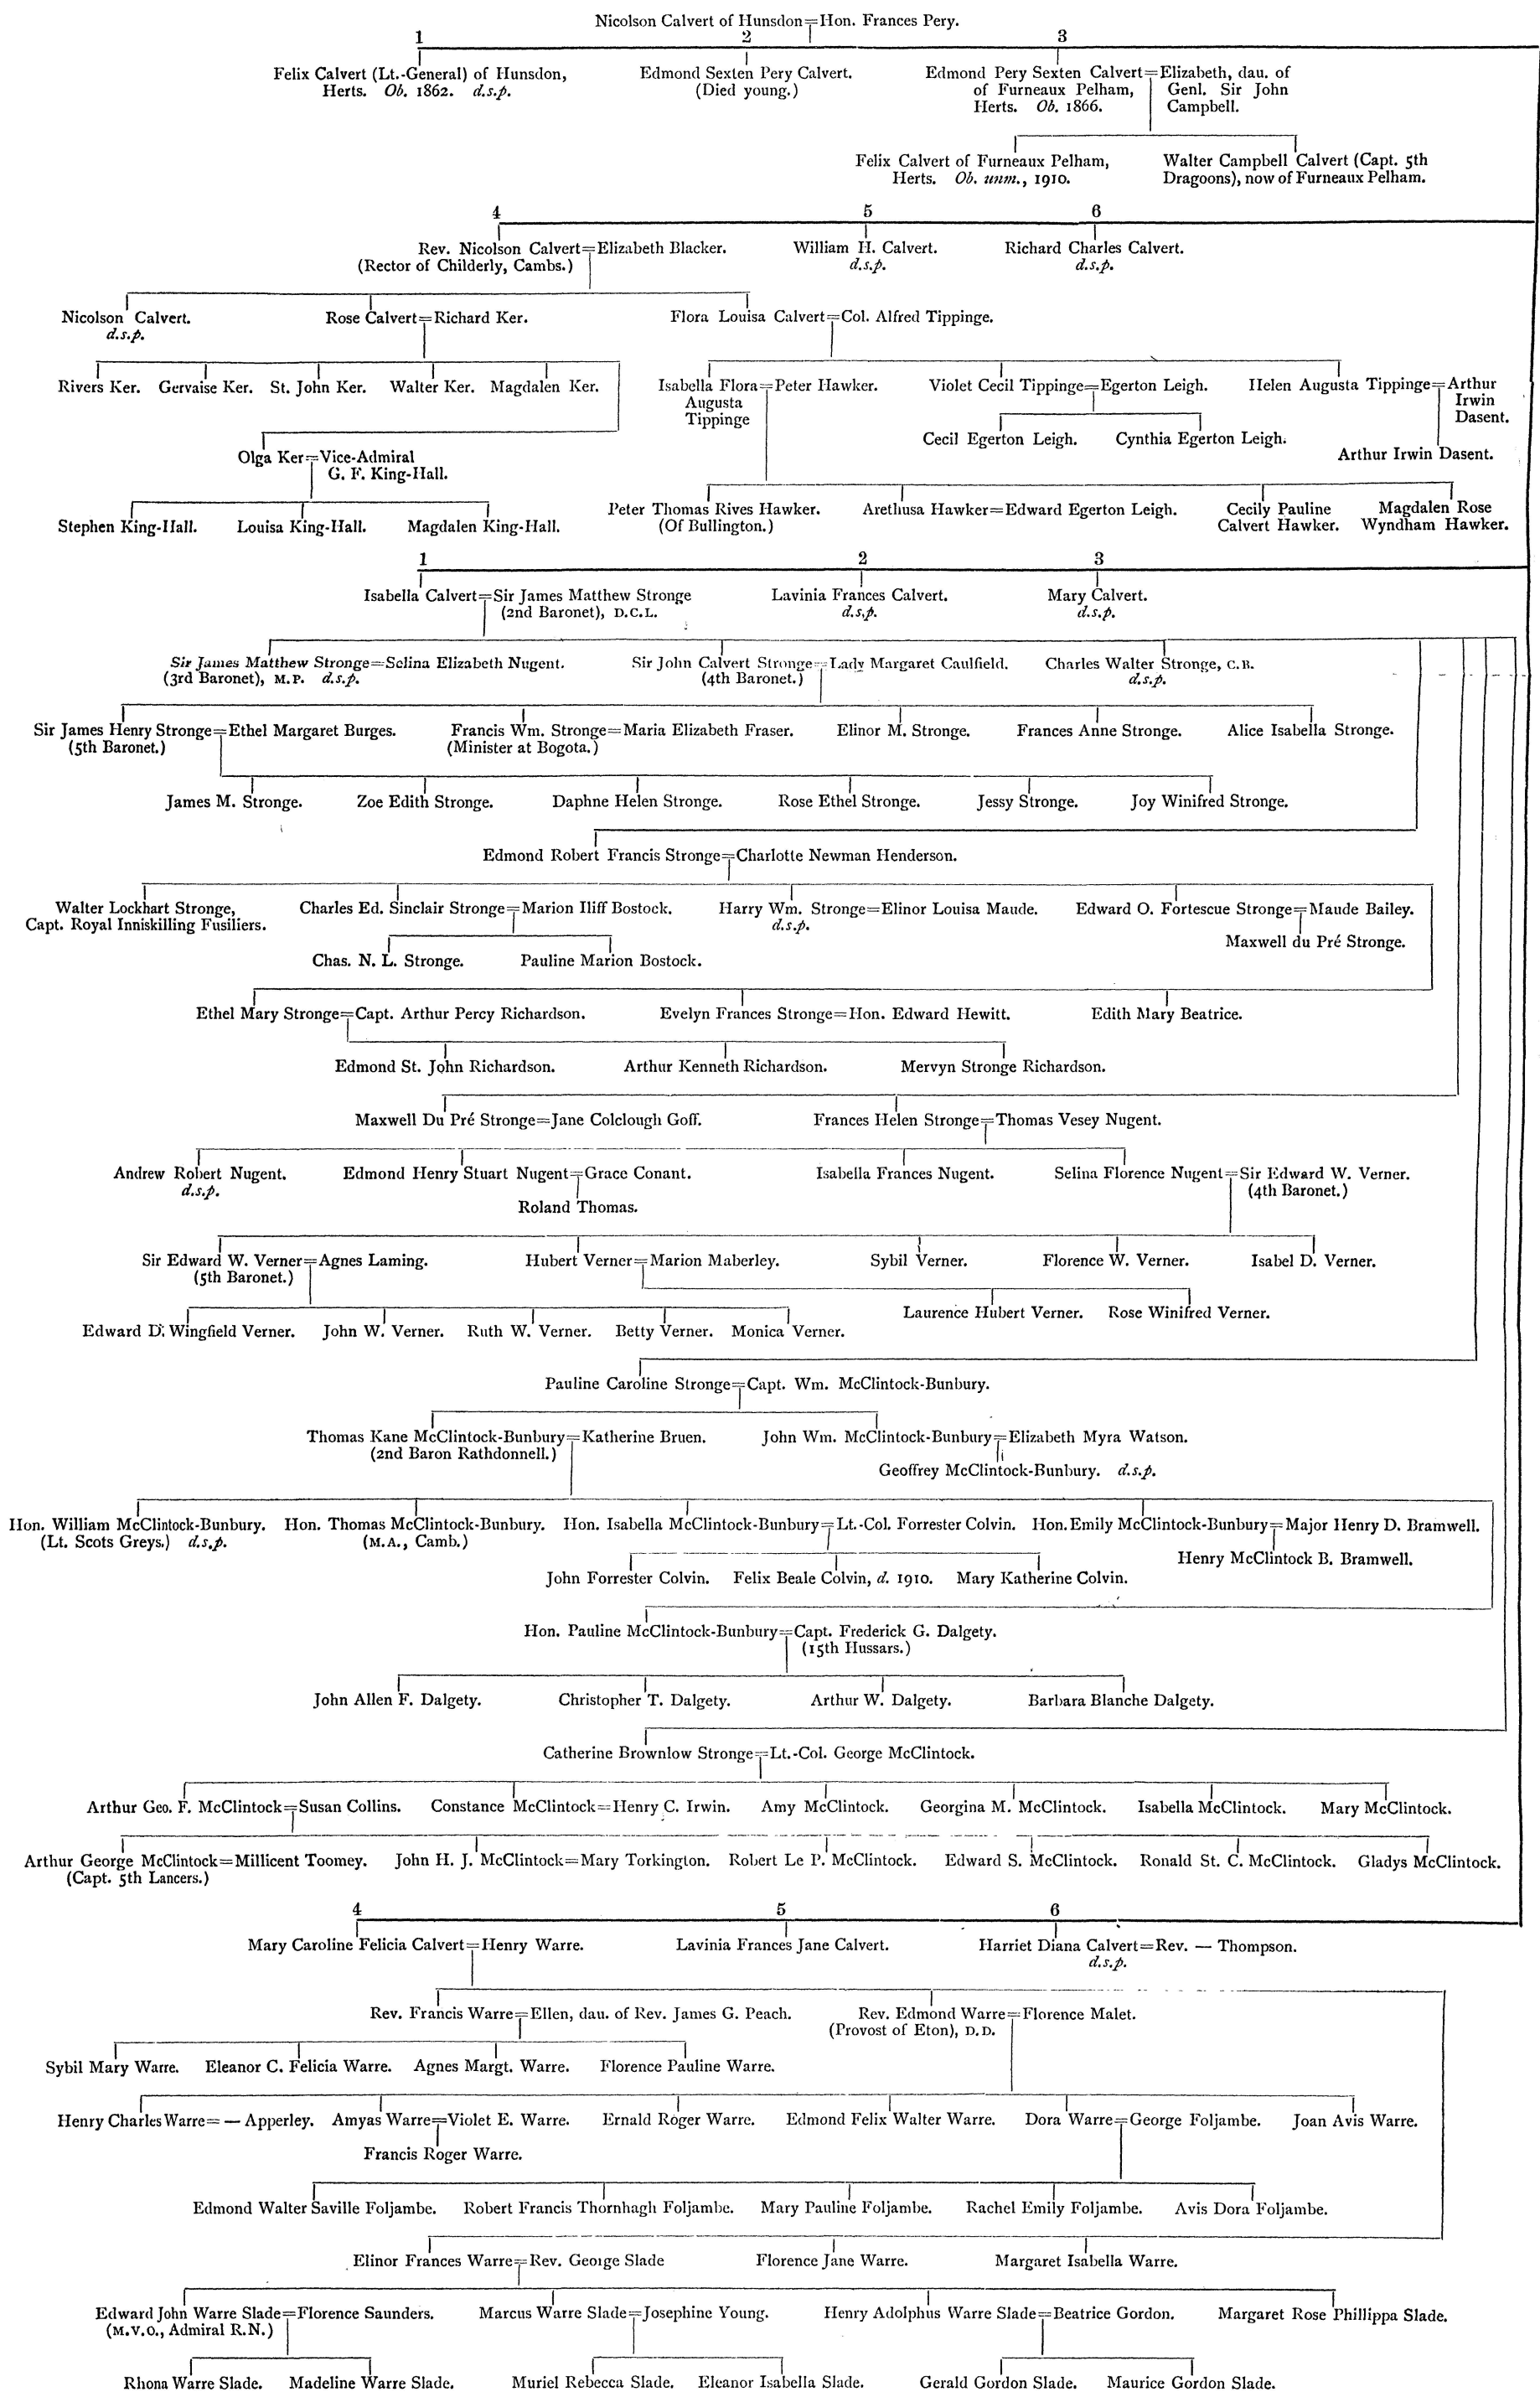 Nicolson Calvert of Hunsdon=Hon. Frances Pery.
1 2 3
Felix Calvert (Lt.-General) of Hunsdon, Edmond Sexten Pery Calvert. Edmond Pery Sexten Calvert=Elizabeth, dau. of
Herts. Ob. 1862. d.s.p. (Died young.) of Furneaux Pelham, Genl. Sir John
Herts. Ob. 1866. Campbell.
Felix Calvert of Furneaux Pelham, Walter Campbell Calvert (Capt. 5th
Herts. Ob. unm., 1910. Dragoons), now of Furneaux Pelham.
4 5 6
Rev. Nicolson Calvert=Elizabeth Blacker. William H. Calvert. Richard Charles Calvert.
(Rector of Childerly, Cambs.) d.s.p. d.s.p.
Nicolson Calvert. Rose Calvert=Richard Ker. Flora Louisa Calvert=Col. Alfred Tippinge.
d.s.p.
Rivers Ker. Gervaise Ker. St. John Ker. Walter Ker. Magdalen Ker. Isabella Flora=Peter Hawker. Violet Cecil Tippinge=Egerton Leigh. Helen Augusta Tippinge=Arthur
Augusta Irwin
Tippinge Dasent.
Cecil Egerton Leigh. Cynthia Egerton Leigh.
Olga Ker=Vice-Admiral Arthur Irwin Dasent.
G. F. King-Hall.
Peter Thomas Rives Hawker. Arethusa Hawker=Edward Egerton Leigh. Cecily Pauline Magdalen Rose
Stephen King-Hall. Louisa King-Hall. Magdalen King-Hall. (Of Bullington.) Calvert Hawker. Wyndham Hawker.
1 2 3
Isabella Calvert=Sir James Matthew Stronge Lavinia Frances Calvert. Mary Calvert.
(2nd Baronet), D.C.L. d.s.p. d.s.p.
Sir James Matthew Stronge=Selina Elizabeth Nugent. Sir John Calvert Stronge=Lady Margaret Caulfield. Charles Walter Stronge, C.B.
(3rd Baronet), M.P. d.s.p. (4th Baronet.) d.s.p.
Sir James Henry Stronge=Ethel Margaret Burges. Francis Wm. Stronge=Maria Elizabeth Fraser. Elinor M. Stronge. Frances Anne Stronge. Alice Isabella Stronge.
(5th Baronet.) (Minister at Bogota.)
James M. Stronge. Zoe Edith Stronge. Daphne Helen Stronge. Rose Ethel Stronge. Jessy Stronge. Joy Winifred Stronge.
Edmond Robert Francis Stronge=Charlotte Newman Henderson.
Walter Lockhart Stronge, Charles Ed. Sinclair Stronge=Marion Iliff Bostock. Harry Wm. Stronge=Elinor Louisa Maude. Edward O. Fortescue Stronge=Maude Bailey.
Capt. Royal Inniskilling Fusiliers. d.s.p.
Maxwell du Pré Stronge.
Chas. N. L. Stronge. Pauline Marion Bostock.
Ethel Mary Stronge=Capt. Arthur Percy Richardson. Evelyn Frances Stronge=Hon. Edward Hewitt. Edith Mary Beatrice.
Edmond St. John Richardson. Arthur Kenneth Richardson. Mervyn Stronge Richardson.
Maxwell Du Pré Stronge=Jane Colclough Goff. Frances Helen Stronge=Thomas Vesey Nugent.
Andrew Robert Nugent. Edmond Henry Stuart Nugent=Grace Conant. Isabella Frances Nugent. Selina Florence Nugent=Sir Edward W. Verner.
d.s.p. (4th Baronet.)
Roland Thomas.
Sir Edward W. Verner=Agnes Laming. Hubert Verner=Marion Maberley. Sybil Verner. Florence W. Verner. Isabel D. Verner.
(5th Baronet.)
Laurence Hubert Verner. Rose Winifred Verner.
Edward D. Wingfield Verner. John W. Verner. Ruth W. Verner. Betty Verner. Monica Verner.
Pauline Caroline Stronge=Capt. Wm. McClintock-Bunbury.
Thomas Kane McClintock-Bunbury=Katherine Bruen. John Wm. McClintock-Bunbury=Elizabeth Myra Watson.
(2nd Baron Rathdonnell.)
Geoffrey McClintock-Bunbury. d.s.p.
Hon. William McClintock-Bunbury. Hon. Thomas McClintock-Bunbury. Hon. Isabella McClintock-Bunbury=Lt.-Col. Forrester Colvin. Hon. Emily McClintock-Bunbury=Major Henry D. Bramwell.
(Lt. Scots Greys.) d.s.p. (M.A., Camb.)
Henry McClintock B. Bramwell.
John Forrester Colvin. Felix Beale Colvin, d. 1910. Mary Katherine Colvin.
Hon. Pauline McClintock-Bunbury=Capt. Frederick G. Dalgety.
(15th Hussars.)
John Allen F. Dalgety. Christopher T. Dalgety. Arthur W. Dalgety. Barbara Blanche Dalgety.
Catherine Brownlow Stronge=Lt.-Col. George McClintock.
Arthur Geo. F. McClintock=Susan Collins. Constance McClintock=Henry C. Irwin. Amy McClintock. Georgina M. McClintock. Isabella McClintock. Mary McClintock.
Arthur George McClintock=Millicent Toomey. John H. J. McClintock=Mary Torkington. Robert Le P. McClintock. Edward S. McClintock. Ronald St. C. McClintock. Gladys McClintock.
(Capt. 5th Lancers.)
4 5 6
Mary Caroline Felicia Calvert=Henry Warre. Lavinia Frances Jane Calvert. Harriet Diana Calvert=Rev. — Thompson.
d.s.p.
Rev. Francis Warre=Ellen, dau. of Rev. James G. Peach. Rev. Edmond Warre=Florence Malet.
(Provost of Eton), D.D.
Sybil Mary Warre. Eleanor C. Felicia Warre. Agnes Margt. Warre. Florence Pauline Warre.
Henry Charles Warre= — Apperley. Amyas Warre=Violet E. Warre. Ernald Roger Warre. Edmond Felix Walter Warre. Dora Warre=George Foljambe. Joan Avis Warre.
Francis Roger Warre.
Edmond Walter Saville Foljambe. Robert Francis Thornhagh Foljambe. Mary Pauline Foljambe. Rachel Emily Foljambe. Avis Dora Foljambe.
Elinor Frances Warre=Rev. George Slade Florence Jane Warre. Margaret Isabella Warre.
Edward John Warre Slade=Florence Saunders. Marcus Warre Slade=Josephine Young. Henry Adolphus Warre Slade=Beatrice Gordon. Margaret Rose Phillippa Slade.
(M.V.O., Admiral R.N.)
Rhona Warre Slade. Madeline Warre Slade. Muriel Rebecca Slade. Eleanor Isabella Slade. Gerald Gordon Slade. Maurice Gordon Slade.